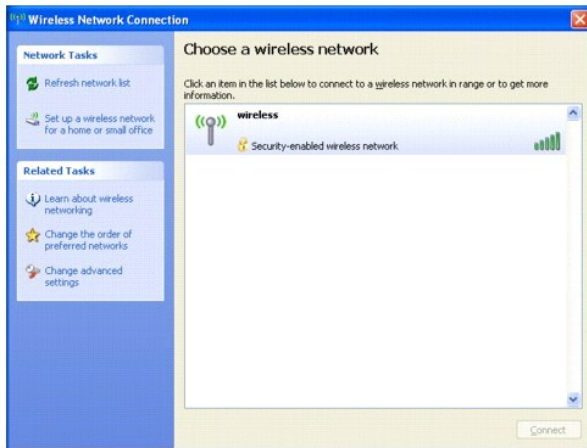 Wireless Network Connection
Network Tasks
Refresh network list
Set up a wireless network
for a home or small office
Related Tasks
Learn about wireless
networking
Change the order of
preferred networks
Change advanced
settings
Choose a wireless network
Click an item in the list below to connect to a wireless network in range or to get more
information.
wireless
Security-enabled wireless network
Connect